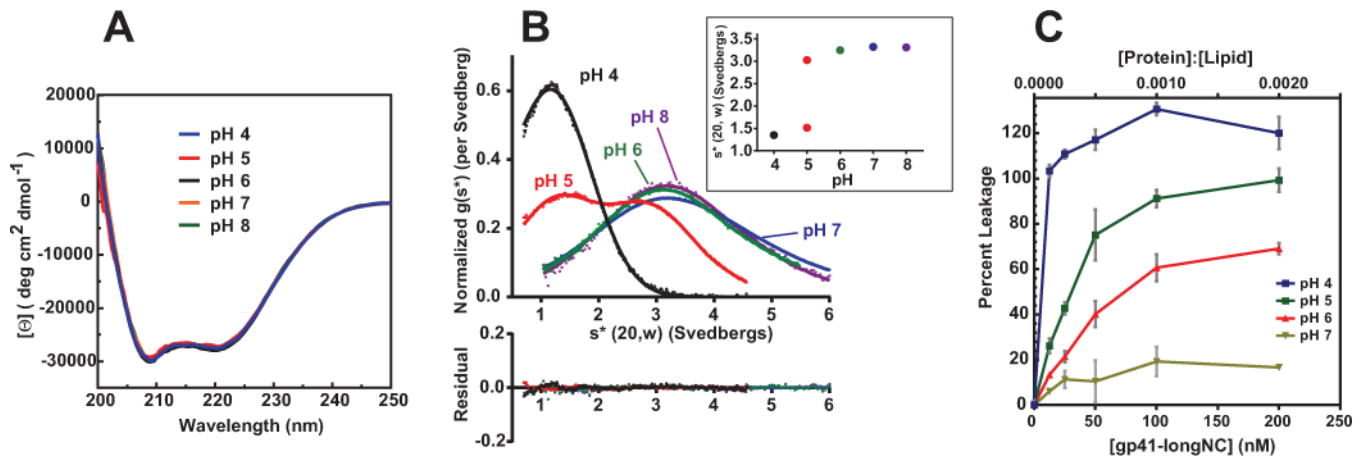 A
20000
10000
0
-10000
-20000
-30000
[Θ] ( deg cm2 dmol-1)
pH 4
pH 5
pH 6
pH 7
pH 8
200 210 220 230 240 250
Wavelength (nm)
B
Normalized g(s*) (per Svedberg)
0.6
0.4
0.2
0.0
pH 4
pH 5
pH 6
pH 8
pH 7
1 2 3 4 5 6
s* (20,w) (Svedbergs)
s* (20, w) (Svedbergs)
3.5
3.0
2.5
2.0
1.5
1.0
4 5 6 7 8
pH
Residual
0.2
0.0
-0.2
1 2 3 4 5 6
C
[Protein]:[Lipid]
0.0000 0.0010 0.0020
Percent Leakage
120
100
80
60
40
20
0
pH 4
pH 5
pH 6
pH 7
0 50 100 150 200 250
[gp41-longNC] (nM)